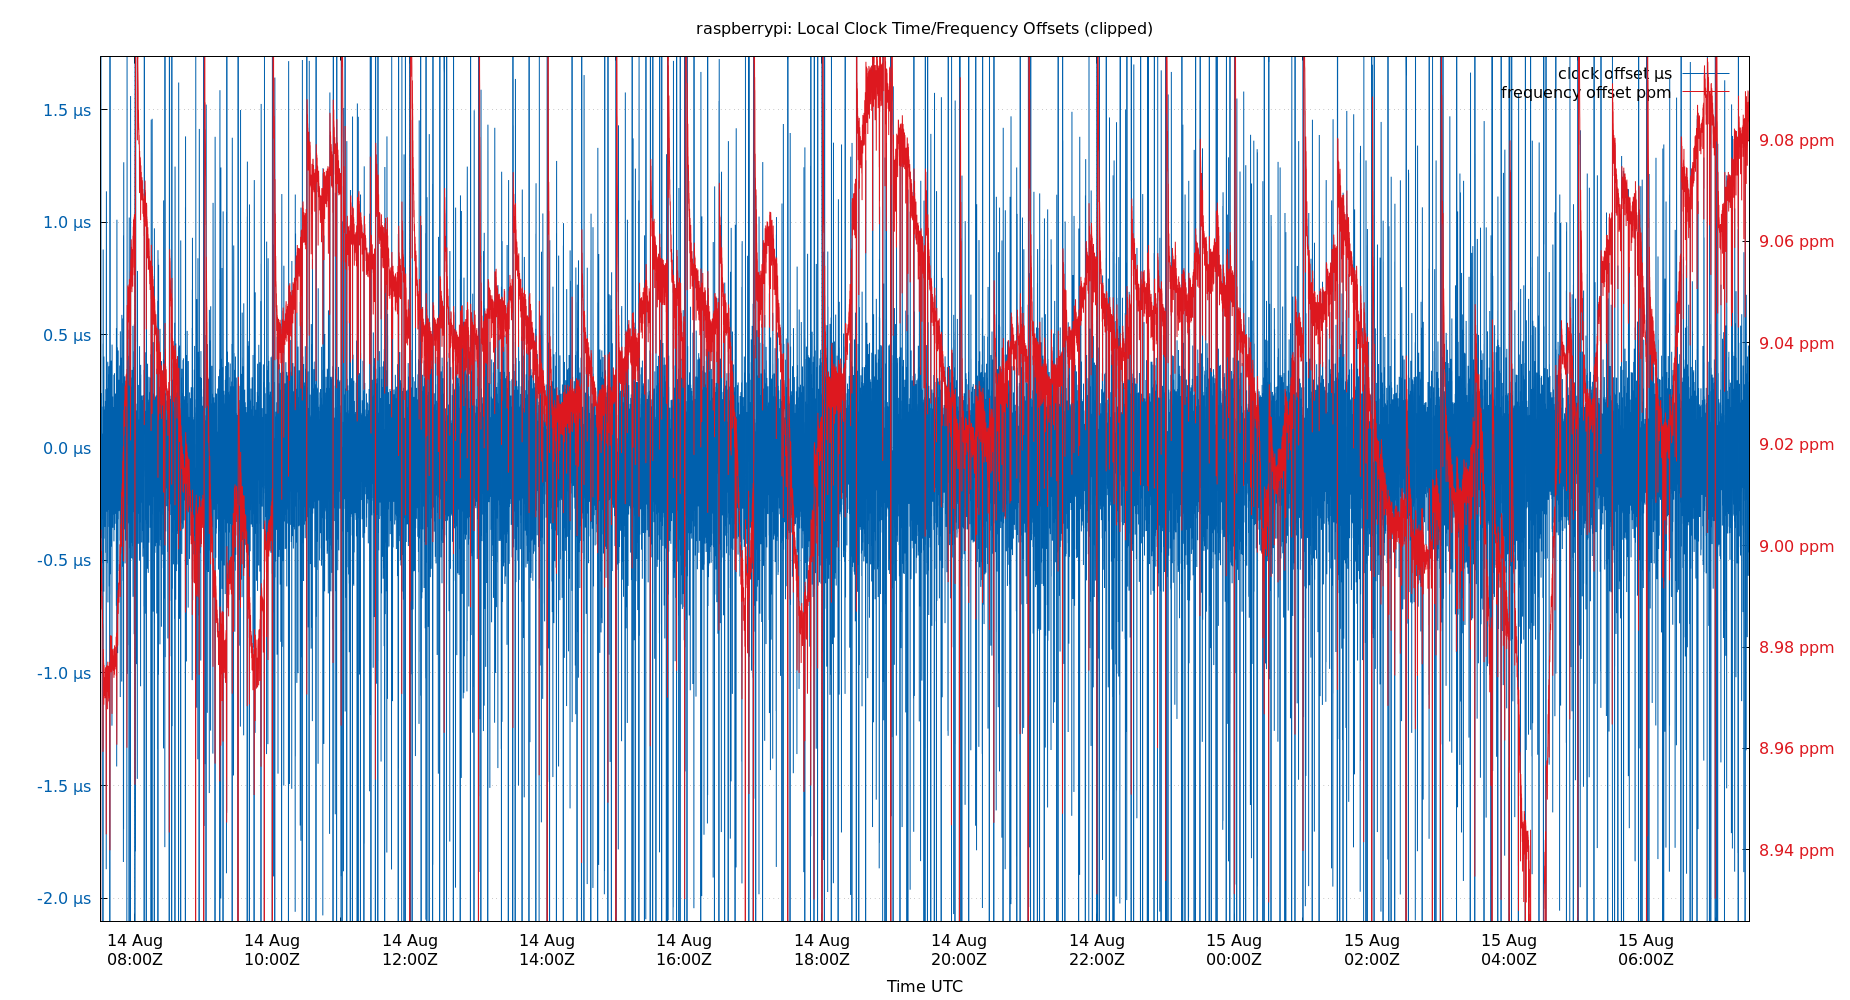 raspberrypi: Local Clock Time/Frequency Offsets (clipped)
clock offset µs
frequency offset ppm
1.5 µs
1.0 µs
0.5 µs
0.0 µs
-0.5 µs
-1.0 µs
-1.5 µs
-2.0 µs
9.08 ppm
9.06 ppm
9.04 ppm
9.02 ppm
9.00 ppm
8.98 ppm
8.96 ppm
8.94 ppm
14 Aug 14 Aug 14 Aug 14 Aug 14 Aug 14 Aug 14 Aug 14 Aug 15 Aug 15 Aug 15 Aug 15 Aug
08:00Z 10:00Z 12:00Z 14:00Z 16:00Z 18:00Z 20:00Z 22:00Z 00:00Z 02:00Z 04:00Z 06:00Z
Time UTC